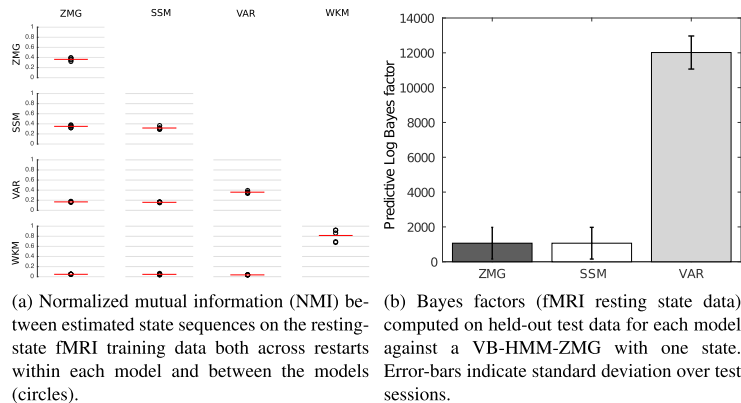 ZMG SSM VAR WKM
ZMG
1
0.8
0.6
0.4
0.2
0
SSM
1
0.8
0.6
0.4
0.2
0
VAR
1
0.8
0.6
0.4
0.2
0
WKM
1
0.8
0.6
0.4
0.2
0
(a) Normalized mutual information (NMI) be-
tween estimated state sequences on the resting-
state fMRI training data both across restarts
within each model and between the models
(circles).
Predictive Log Bayes factor
14000
12000
10000
8000
6000
4000
2000
0
ZMG SSM VAR
(b) Bayes factors (fMRI resting state data)
computed on held-out test data for each model
against a VB-HMM-ZMG with one state.
Error-bars indicate standard deviation over test
sessions.